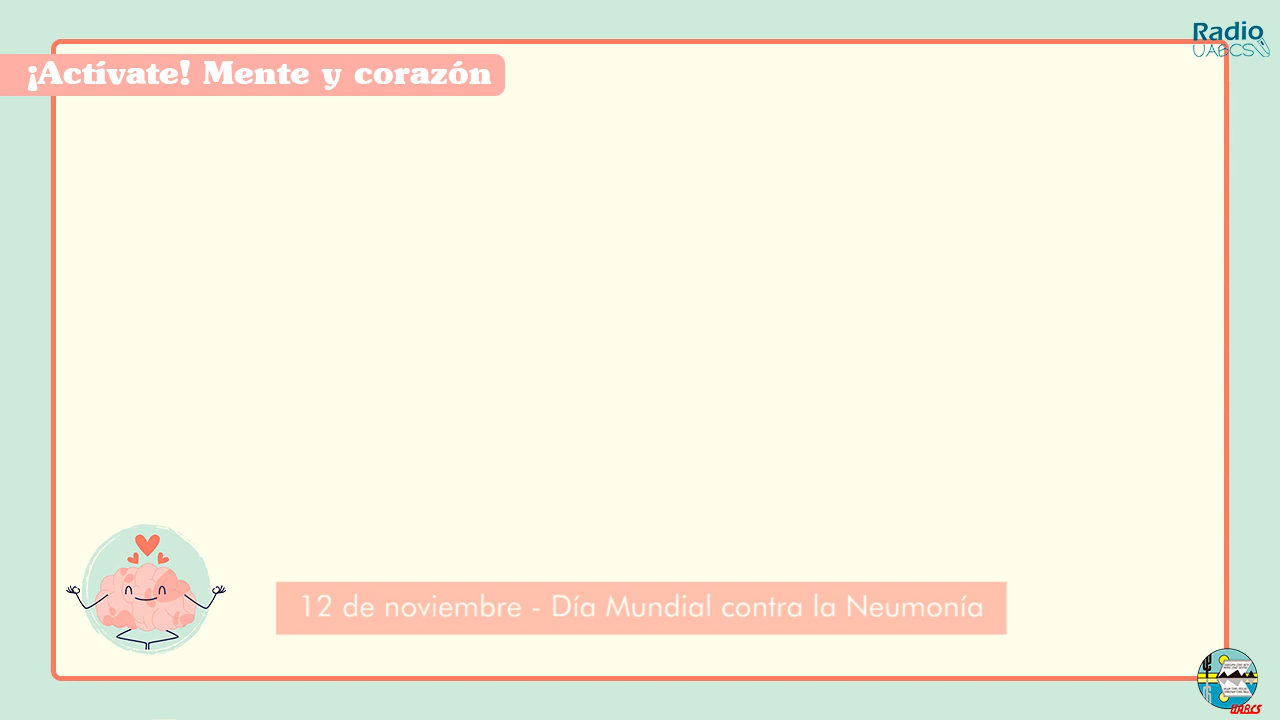 Radio
UABCS
¡Actívate! Mente y corazón
12 de noviembre - Día Mundial contra la Neumonía
UABCS